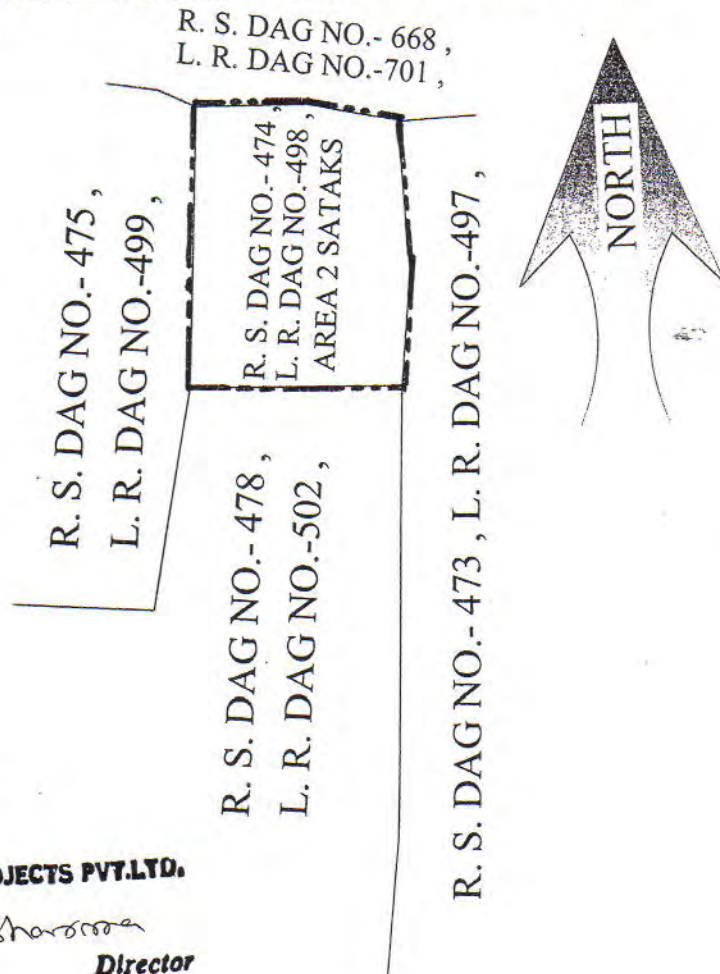 R. S. DAG NO.- 668 ,
L. R. DAG NO.-701 ,
R. S. DAG NO.- 475 ,
L. R. DAG NO.-499 ,
R. S. DAG NO.- 474,
L. R. DAG NO.-498 ,
AREA 2 SATAKS
R. S. DAG NO.- 473 , L. R. DAG NO.-497 ,
NORTH
R. S. DAG NO.- 478 ,
L. R. DAG NO.-502 ,
JECTS PVT.LTD.
Director